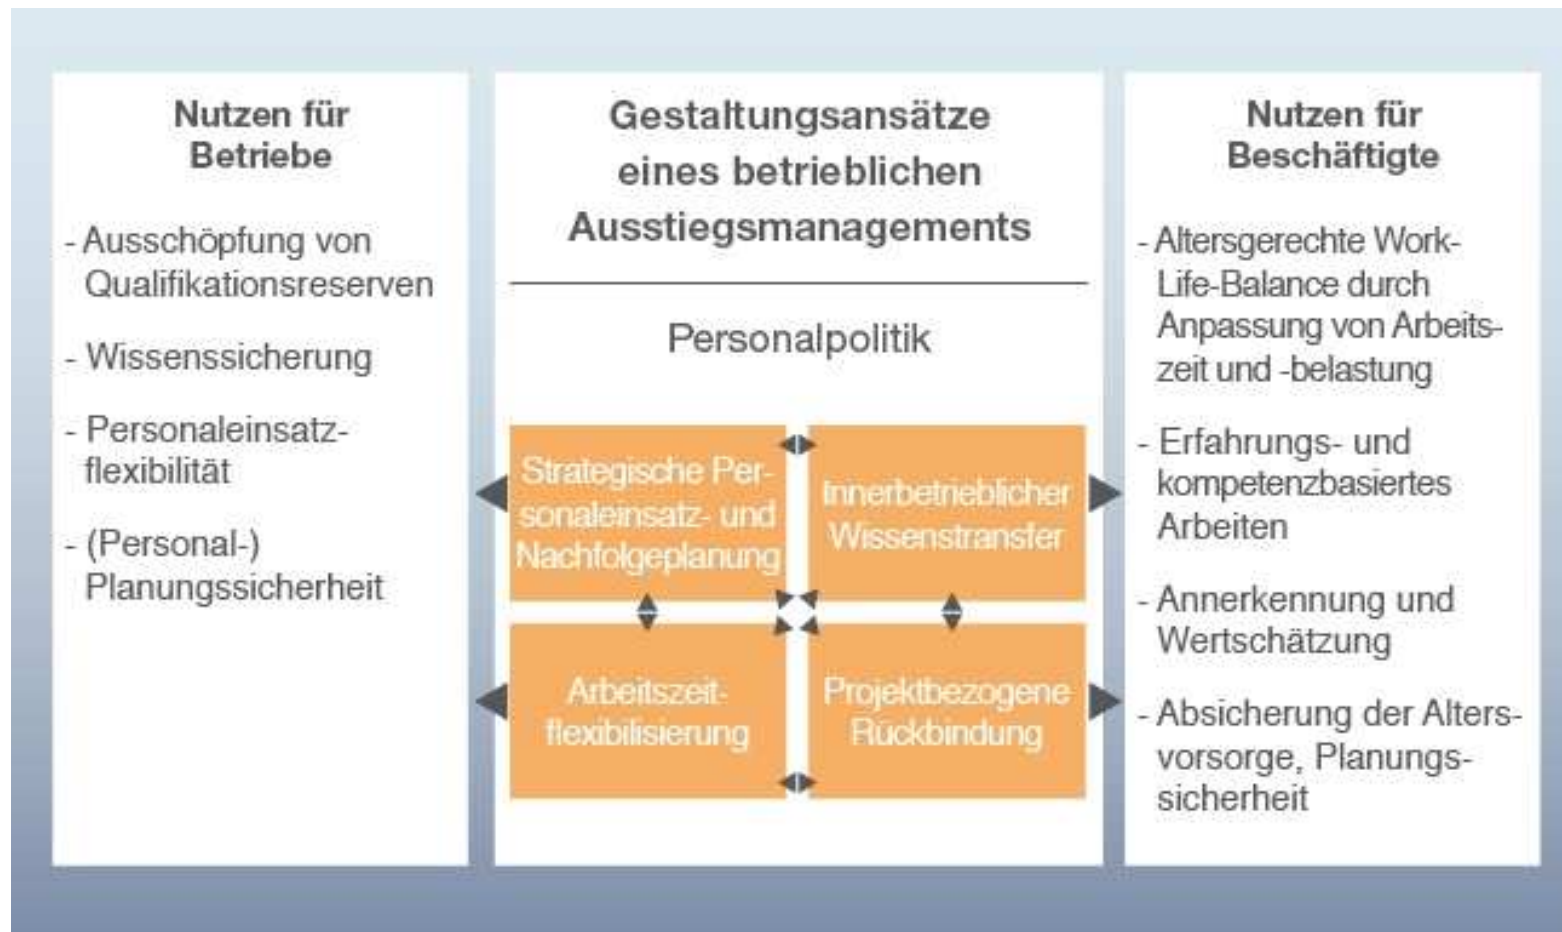 Nutzen für
Betriebe
- Ausschöpfung von
Qualifikationsreserven
- Wissenssicherung
- Personaleinsatz-
flexibilität
- (Personal-)
Planungssicherheit
Gestaltungsansätze
eines betrieblichen
Ausstiegsmanagements
Personalpolitik
Strategische Per-
sonaleinsatz- und
Nachfolgeplanung
Innerbetrieblicher
Wissenstransfer
Arbeitszeit-
flexibilisierung
Projektbezogene
Rückbindung
Nutzen für
Beschäftigte
- Altersgerechte Work-
Life-Balance durch
Anpassung von Arbeits-
zeit und -belastung
- Erfahrungs- und
kompetenzbasiertes
Arbeiten
- Annerkennung und
Wertschätzung
- Absicherung der Alters-
vorsorge, Planungs-
sicherheit